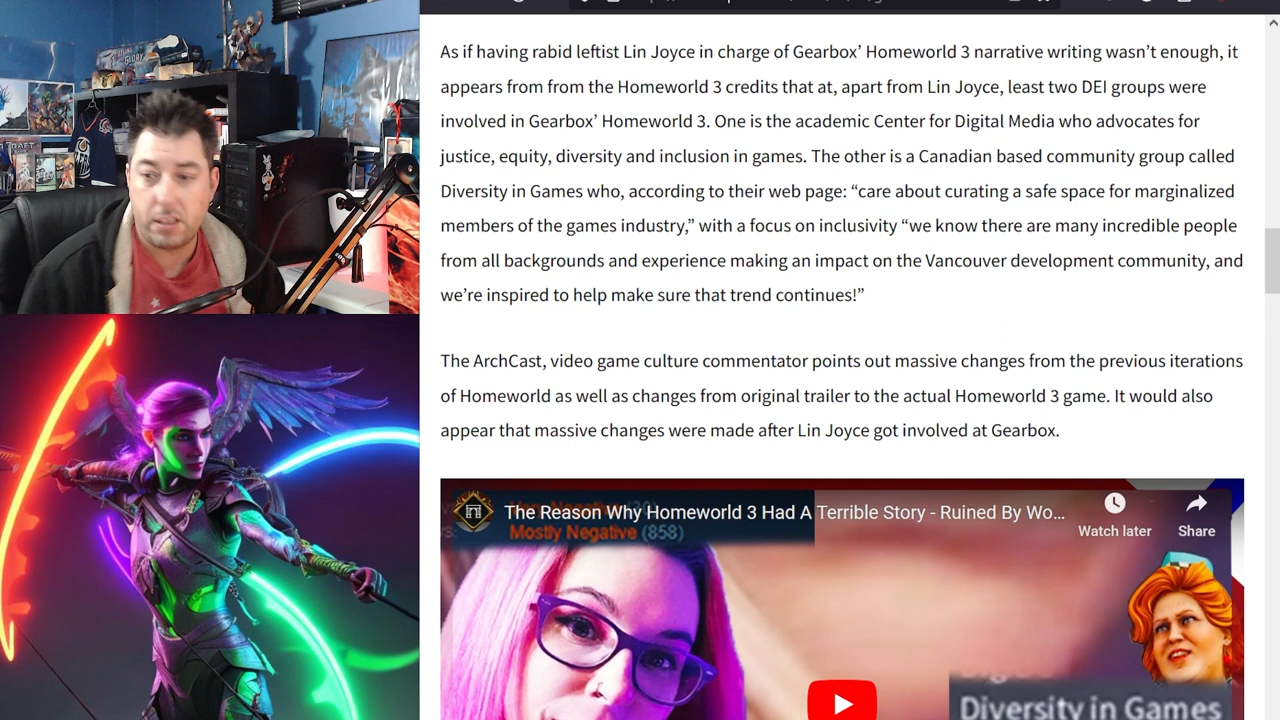 As if having rabid leftist Lin Joyce in charge of Gearbox’ Homeworld 3 narrative writing wasn’t enough, it
appears from from the Homeworld 3 credits that at, apart from Lin Joyce, least two DEI groups were
involved in Gearbox’ Homeworld 3. One is the academic Center for Digital Media who advocates for
justice, equity, diversity and inclusion in games. The other is a Canadian based community group called
Diversity in Games who, according to their web page: “care about curating a safe space for marginalized
members of the games industry,” with a focus on inclusivity “we know there are many incredible people
from all backgrounds and experience making an impact on the Vancouver development community, and
we’re inspired to help make sure that trend continues!”
The ArchCast, video game culture commentator points out massive changes from the previous iterations
of Homeworld as well as changes from original trailer to the actual Homeworld 3 game. It would also
appear that massive changes were made after Lin Joyce got involved at Gearbox.
The Reason Why Homeworld 3 Had A Terrible Story - Ruined By Wo...
Watch later
Share
Mostly Negative (858)
Diversity in Games